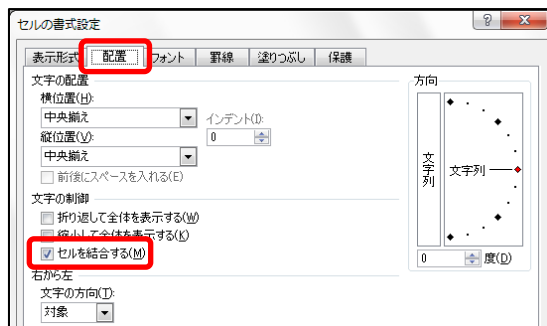 セルの書式設定
表示形式 配置 フォント 罫線 塗りつぶし 保護
文字の配置
横位置(H):
中央揃え
インデント(I):
縦位置(V):
0
中央揃え
前後にスペースを入れる(E)
文字の制御
折り返して全体を表示する(W)
縮小して全体を表示する(K)
セルを結合する(M)
右から左
文字の方向(T):
対象
方向
文字列
文字列
0 度(D)